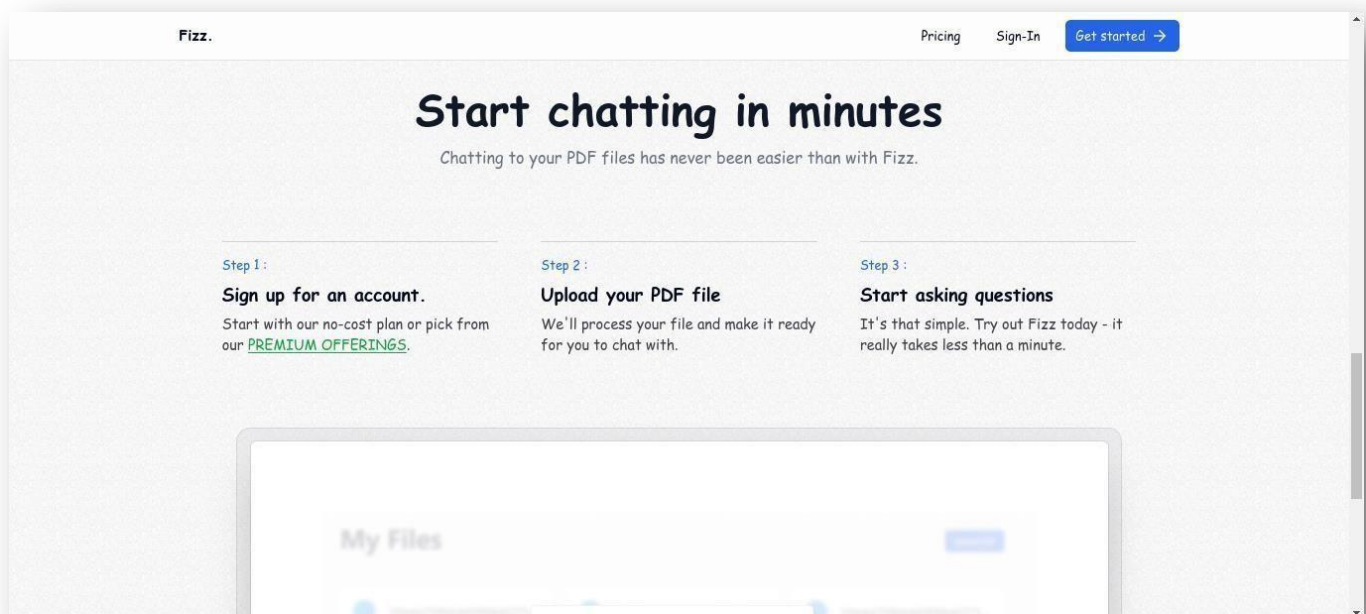 Fizz.
Pricing
Sign-In
Get started →
Start chatting in minutes
Chatting to your PDF files has never been easier than with Fizz.
Step 1 :
Sign up for an account.
Start with our no-cost plan or pick from
our PREMIUM OFFERINGS.
Step 2 :
Upload your PDF file
We'll process your file and make it ready
for you to chat with.
Step 3 :
Start asking questions
It's that simple. Try out Fizz today - it
really takes less than a minute.
My Files